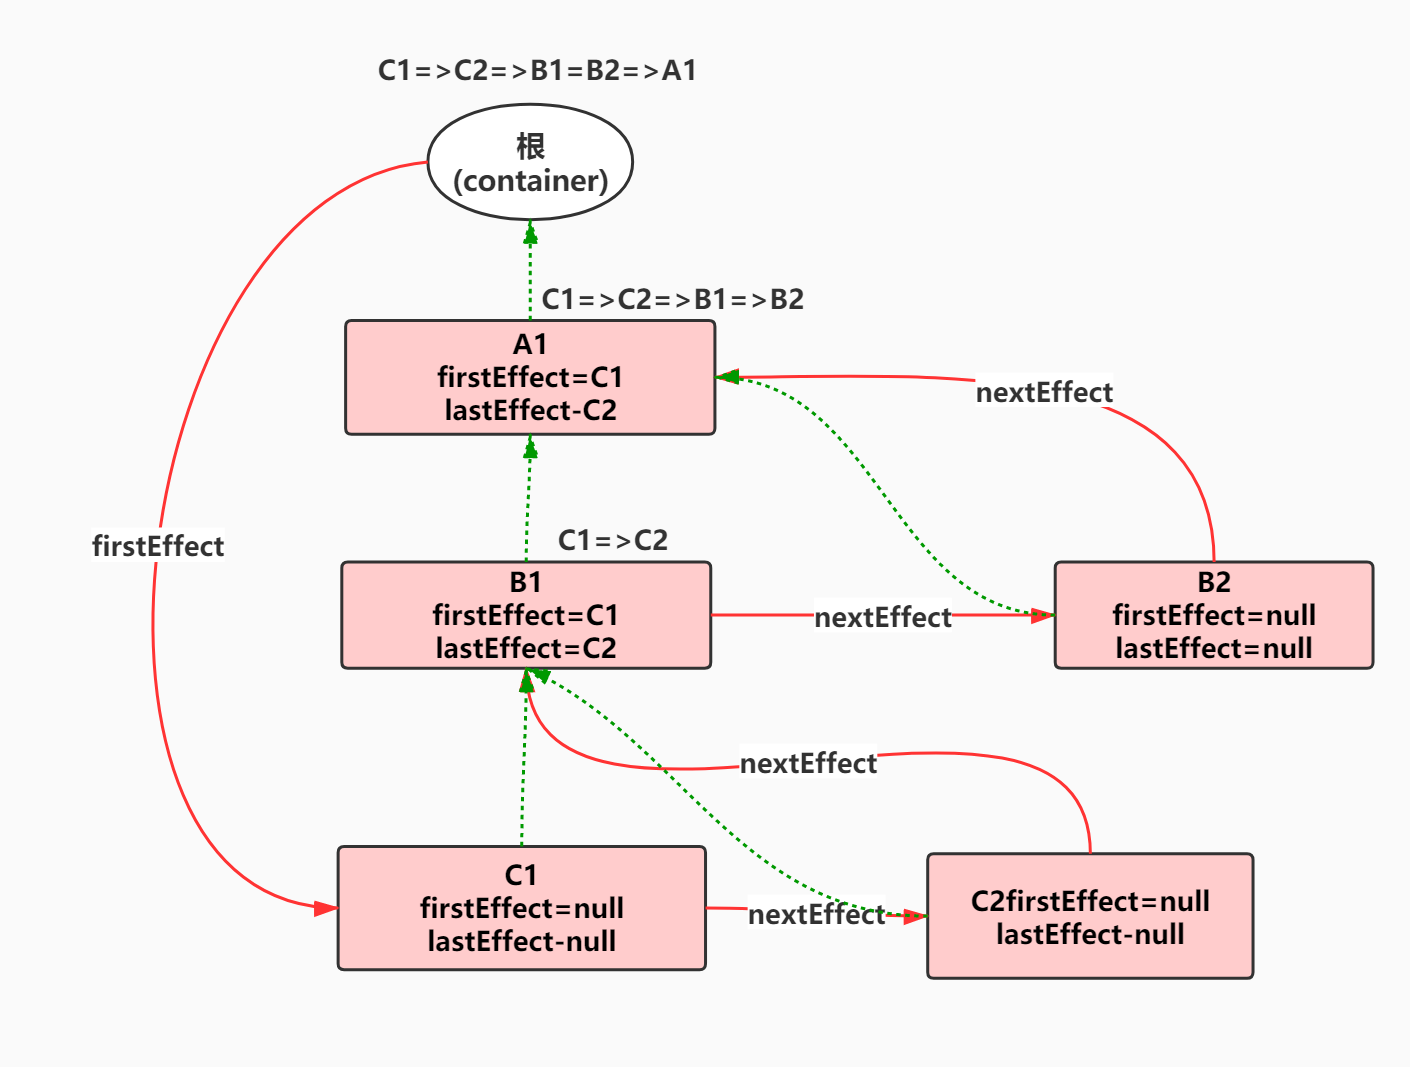 C1=>C2=>B1=B2=>A1
根
(container)
C1=>C2=>B1=>B2
A1
firstEffect=C1
lastEffect-C2
nextEffect
firstEffect
C1=>C2
B1
firstEffect=C1
lastEffect=C2
nextEffect
B2
firstEffect=null
lastEffect=null
nextEffect
C1
firstEffect=null
lastEffect-null
nextEffect
C2firstEffect=null
lastEffect-null